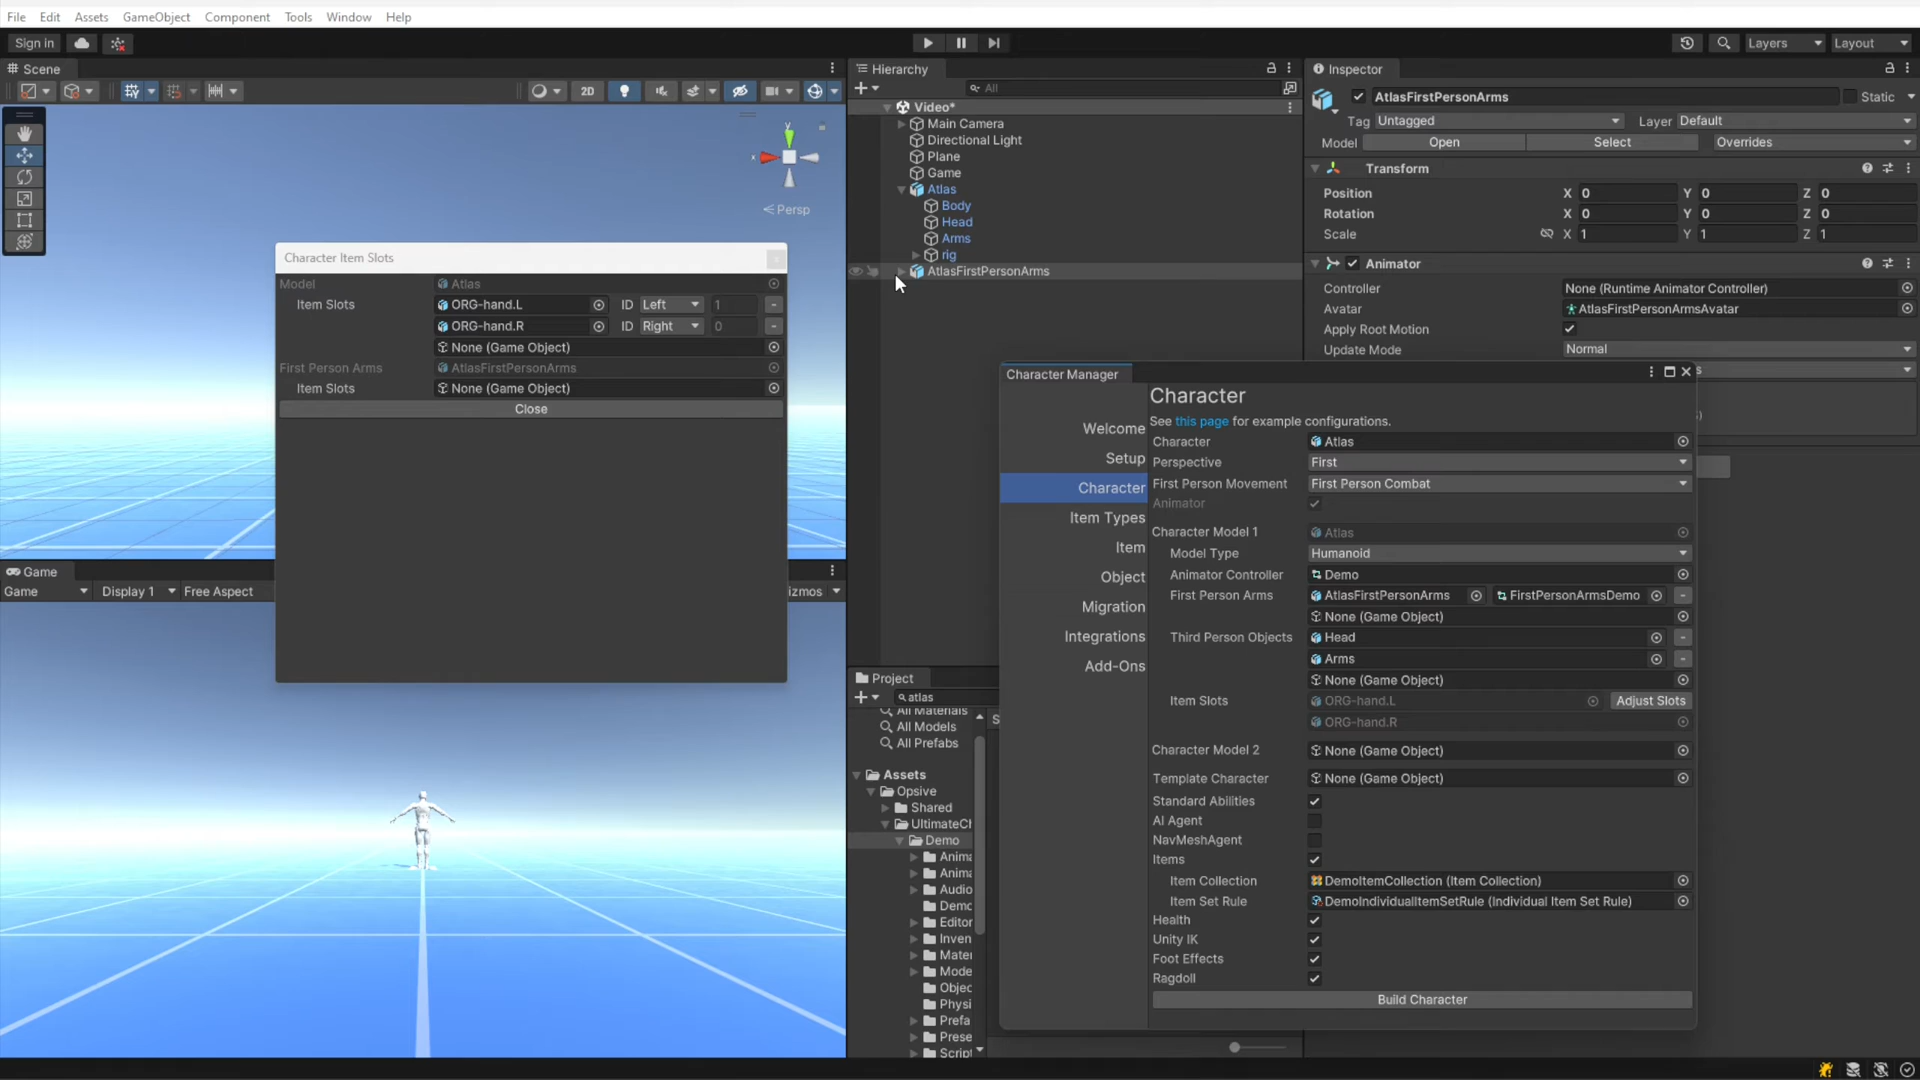 File Edit Assets GameObject Component Tools Window Help
Sign in
Layers Layout
Scene
2D
y
x
Persp
Game
Game Display 1 Free Aspect
izmos
Character Item Slots
Model Atlas
Item Slots ORG-hand.L ID Left 1 -
ORG-hand.R ID Right 0 -
None (Game Object)
First Person Arms AtlasFirstPersonArms
Item Slots None (Game Object)
Close
Hierarchy
All
Video*
Main Camera
Directional Light
Plane
Game
Atlas
Body
Head
Arms
rig
AtlasFirstPersonArms
Project
atlas
All Materials
All Models
All Prefabs
Assets
Opsive
Shared
UltimateCh
Demo
Anima
Anima
Audio
Demo
Editor
Inven
Mater
Mode
Objec
Physi
Prefa
Prese
Script
S
Inspector
AtlasFirstPersonArms Static
Tag Untagged Layer Default
Model Open Select Overrides
Transform
Position X 0 Y 0 Z 0
Rotation X 0 Y 0 Z 0
Scale X 1 Y 1 Z 1
Animator
Controller None (Runtime Animator Controller)
Avatar AtlasFirstPersonArmsAvatar
Apply Root Motion
Update Mode Normal
s
)
Character Manager
Welcome
Setup
Character
Item Types
Item
Object
Migration
Integrations
Add-Ons
Character
See this page for example configurations.
Character Atlas
Perspective First
First Person Movement First Person Combat
Animator
Character Model 1 Atlas
Model Type Humanoid
Animator Controller Demo
First Person Arms AtlasFirstPersonArms FirstPersonArmsDemo -
None (Game Object)
Third Person Objects Head -
Arms -
None (Game Object)
Item Slots ORG-hand.L Adjust Slots
ORG-hand.R
Character Model 2 None (Game Object)
Template Character None (Game Object)
Standard Abilities
AI Agent
NavMeshAgent
Items
Item Collection DemoItemCollection (Item Collection)
Item Set Rule DemoIndividualItemSetRule (Individual Item Set Rule)
Health
Unity IK
Foot Effects
Ragdoll
Build Character